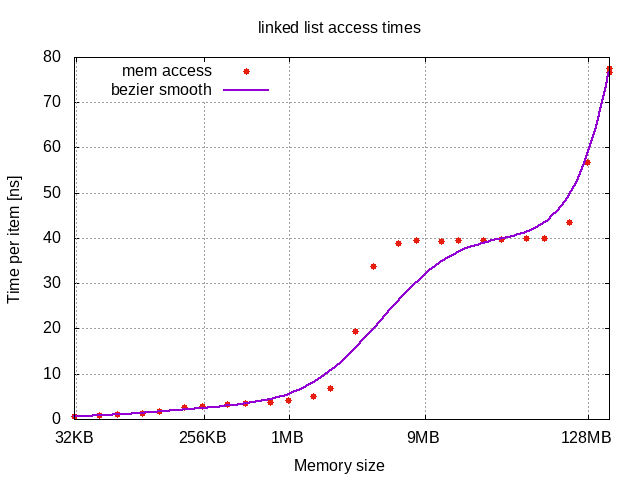 linked list access times
mem access
bezier smooth
80
70
60
50
40
30
20
10
0
Time per item [ns]
32KB 256KB 1MB 9MB 128MB
Memory size